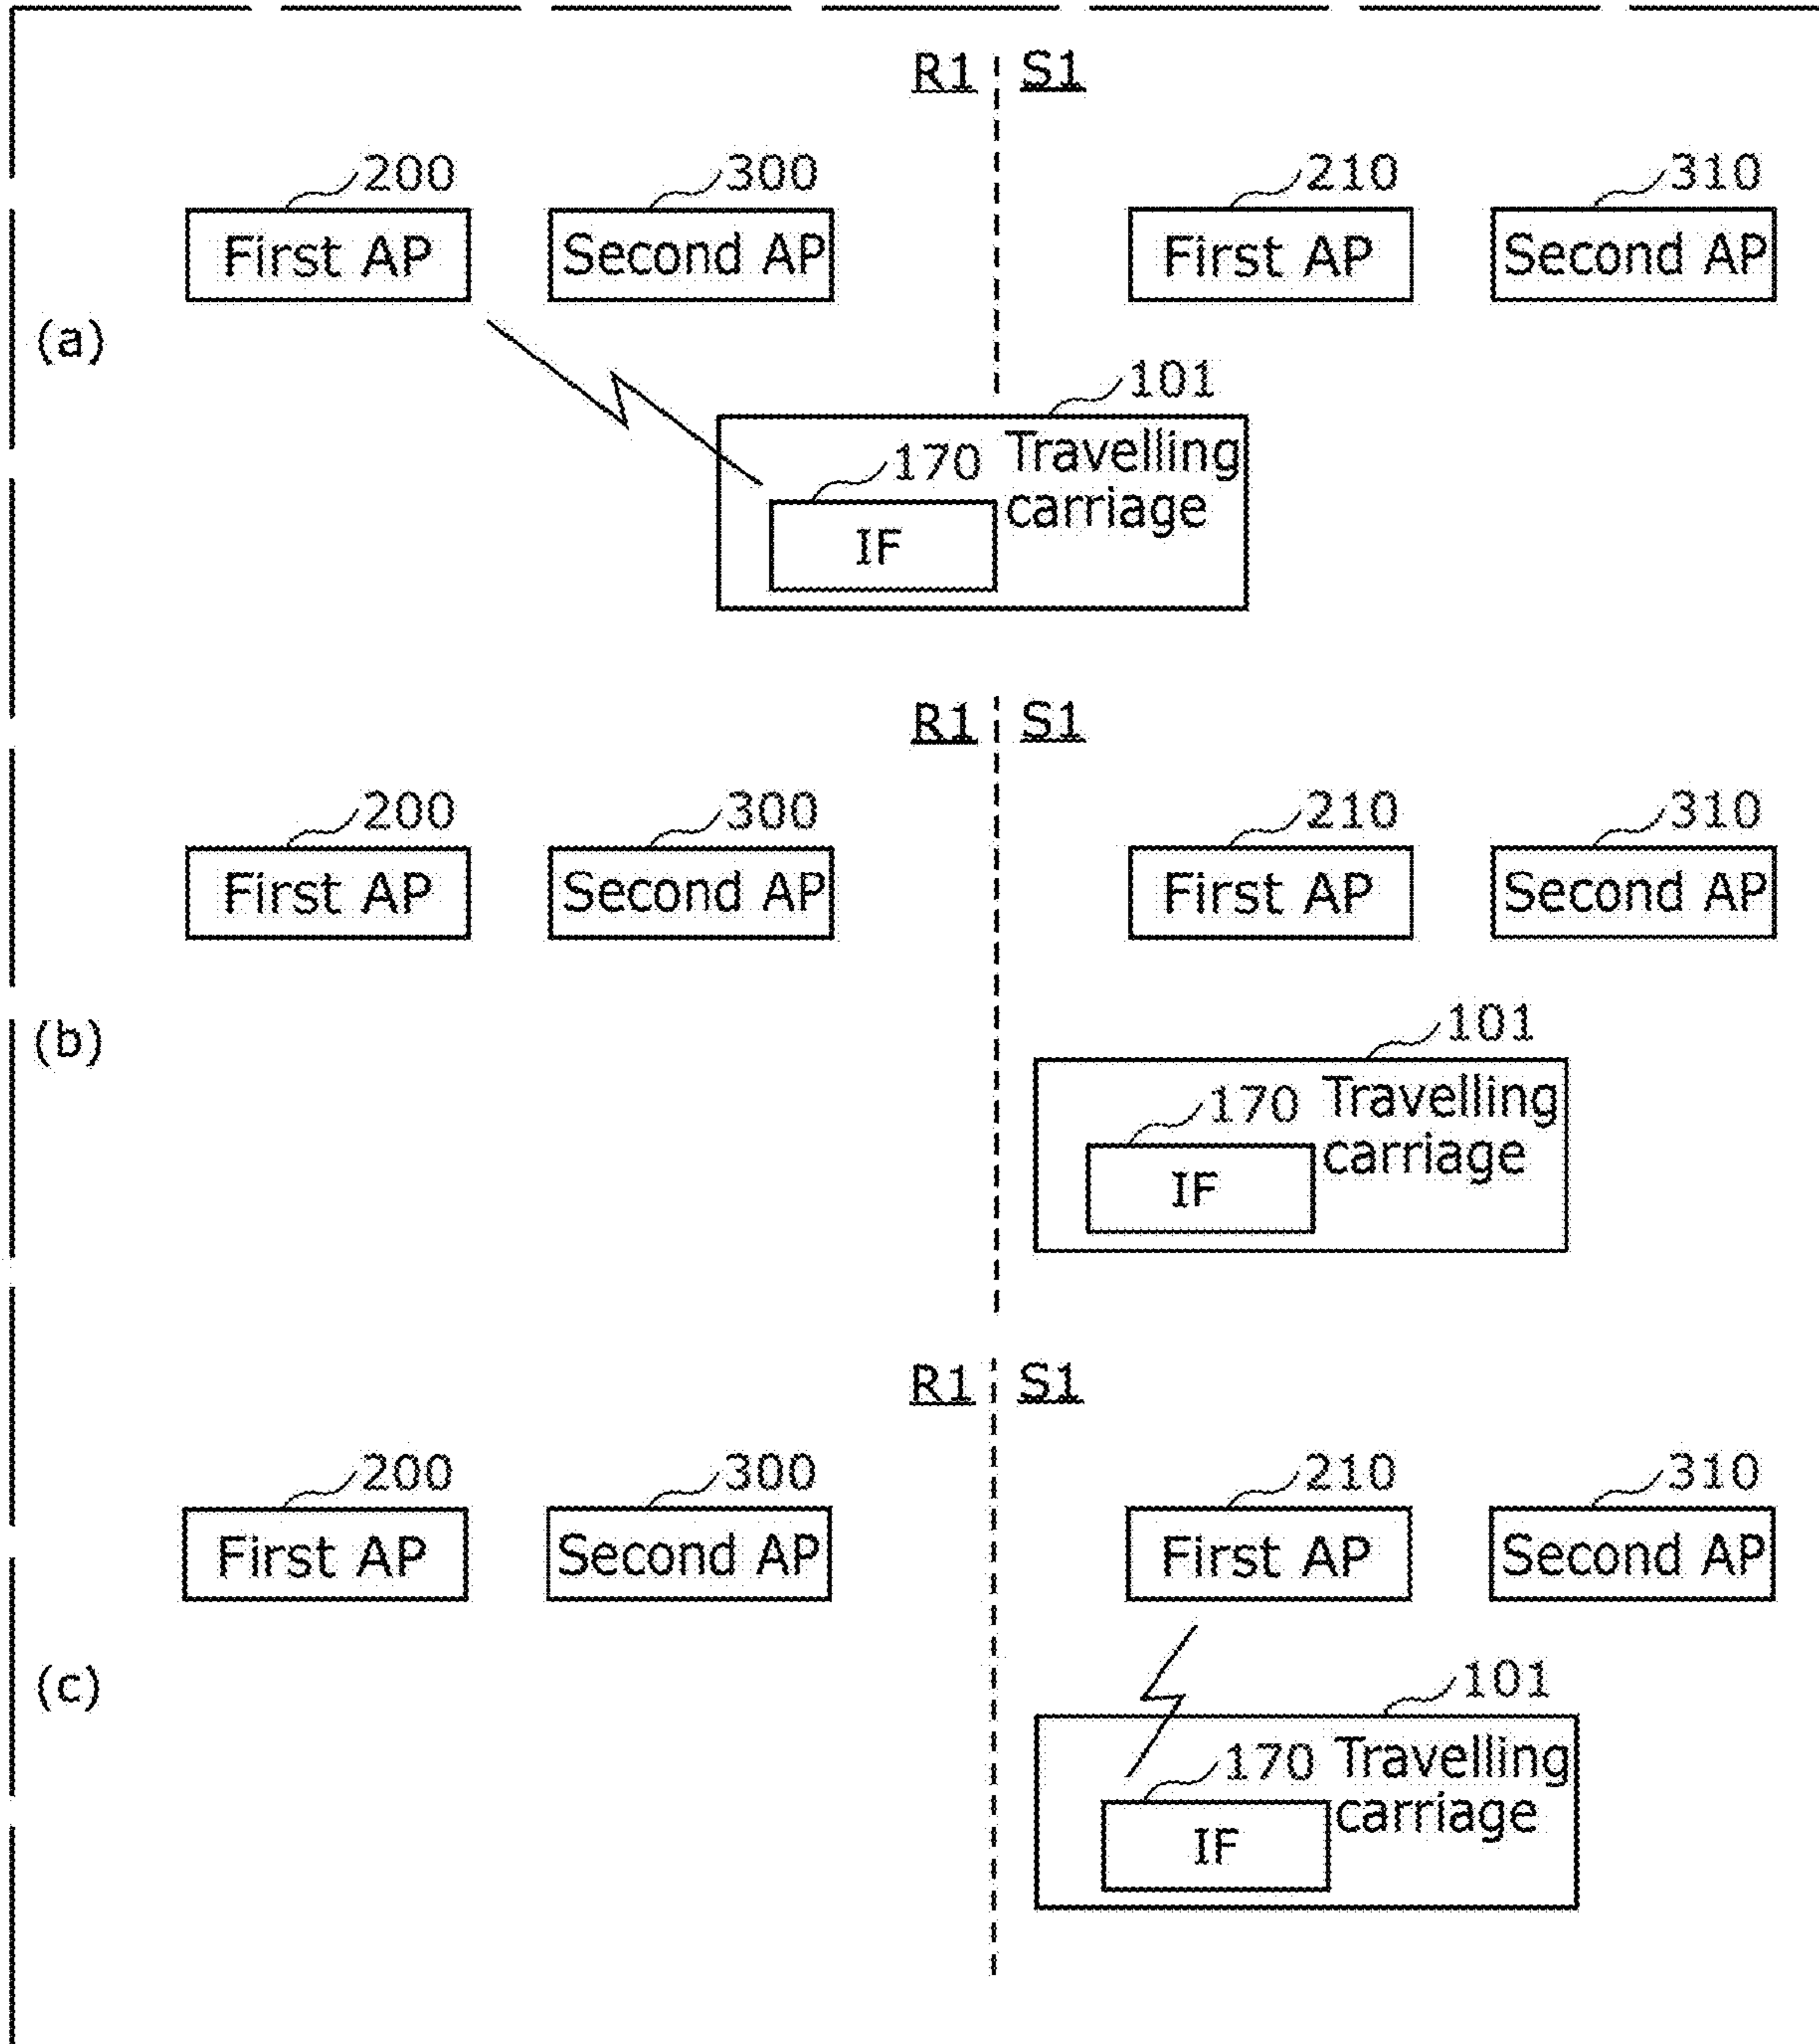 R1 S1
200 300 210 310
First AP Second AP First AP Second AP
(a)
101
170 Travelling
carriage
IF
R1 S1
200 300 210 310
First AP Second AP First AP Second AP
(b)
101
170 Travelling
carriage
IF
R1 S1
200 300 210 310
First AP Second AP First AP Second AP
(c)
101
170 Travelling
carriage
IF